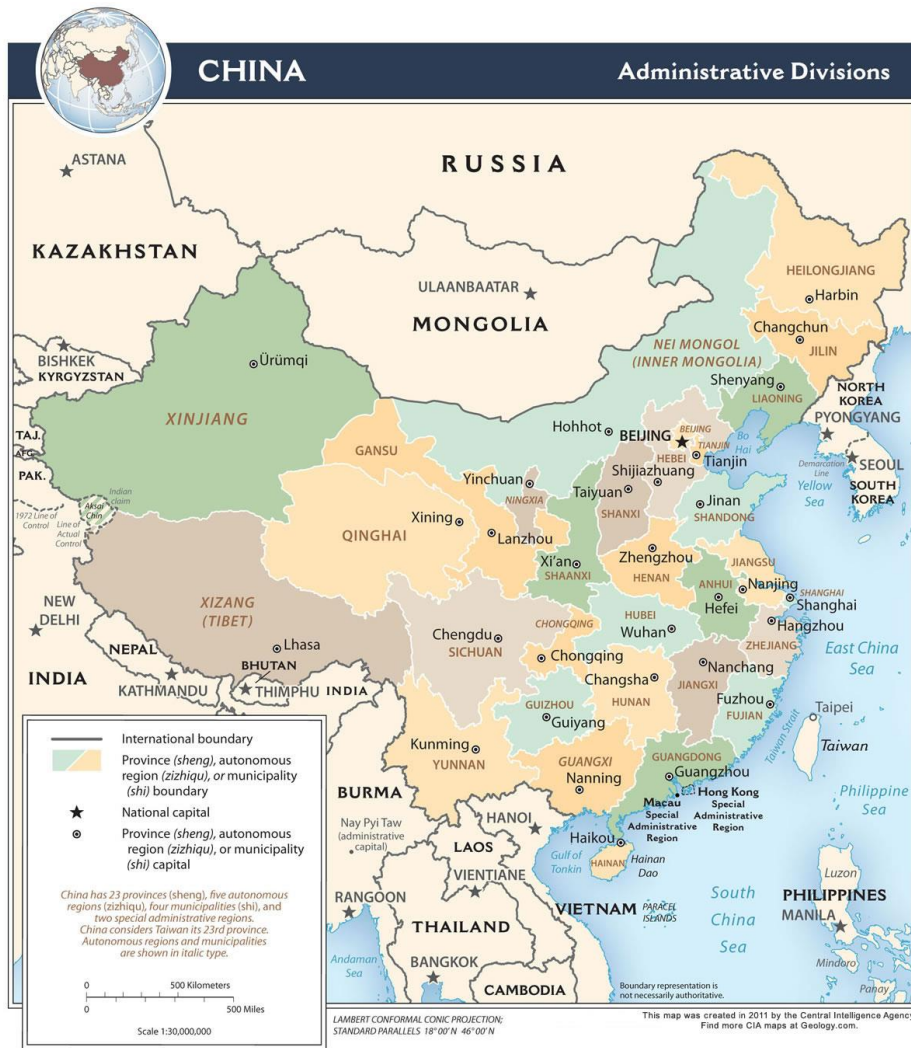 CHINA
Administrative Divisions
RUSSIA
ASTANA
KAZAKHSTAN
ULAANBAATAR
MONGOLIA
HEILONGJIANG
Harbin
Changchun
JILIN
NEI MONGOL
(INNER MONGOLIA)
BISHKEK
KYRGYZSTAN
Ürümqi
Shenyang
LIAONING
NORTH
KOREA
PYONGYANG
XINJIANG
Hohhot
BEIJING
BEIJING
TIANJIN
Tianjin
Bo
Hai
Demarcation
Line
SEOUL
SOUTH
KOREA
Yellow
Sea
TAJ.
AFG.
PAK.
GANSU
HEBEI
Shijiazhuang
Yinchuan
NINGXIA
Taiyuan
SHANXI
Jinan
SHANDONG
Indian
claim
Aksai
Chin
1972 Line of
Control
Line of
Actual
Control
QINGHAI
Xining
Lanzhou
Xi'an
SHAANXI
Zhengzhou
HENAN
JIANGSU
ANHUI
Nanjing
Hefei
SHANGHAI
Shanghai
Hangzhou
ZHEJIANG
XIZANG
(TIBET)
Lhasa
NEW
DELHI
NEPAL
KATHMANDU
BHUTAN
THIMPHU
INDIA
INDIA
Chengdu
SICHUAN
CHONGQING
Chongqing
HUBEI
Wuhan
East China
Sea
Changsha
HUNAN
Nanchang
JIANGXI
Fuzhou
FUJIAN
GUIZHOU
Guiyang
Taipei
Taiwan
Taiwan Strait
Kunming
YUNNAN
GUANGXI
Nanning
GUANGDONG
Guangzhou
Macau
Special
Administrative
Region
Hong Kong
Special
Administrative
Region
Philippine
Sea
BURMA
Nay Pyi Taw
(administrative
capital)
HANOI
LAOS
VIENTIANE
Haikou
HAINAN
Hainan
Dao
Gulf of
Tonkin
RANGOON
THAILAND
BANGKOK
VIETNAM
PARACEL
ISLANDS
South
China
Sea
Luzon
PHILIPPINES
MANILA
Mindoro
Panay
Andaman
Sea
CAMBODIA
International boundary
Province (sheng), autonomous
region (zizhiqu), or municipality
(shi) boundary
National capital
Province (sheng), autonomous
region (zizhiqu), or municipality
(shi) capital
China has 23 provinces (sheng), five autonomous
regions (zizhiqu), four municipalities (shi), and
two special administrative regions.
China considers Taiwan its 23rd province.
Autonomous regions and municipalities
are shown in italic type.
0 500 Kilometers
0 500 Miles
Scale 1:30,000,000
LAMBERT CONFORMAL CONIC PROJECTION;
STANDARD PARALLELS 18°00'N 46°00'N
Boundary representation is
not necessarily authoritative.
This map was created in 2011 by the Central Intelligence Agency
Find more CIA maps at Geology.com.